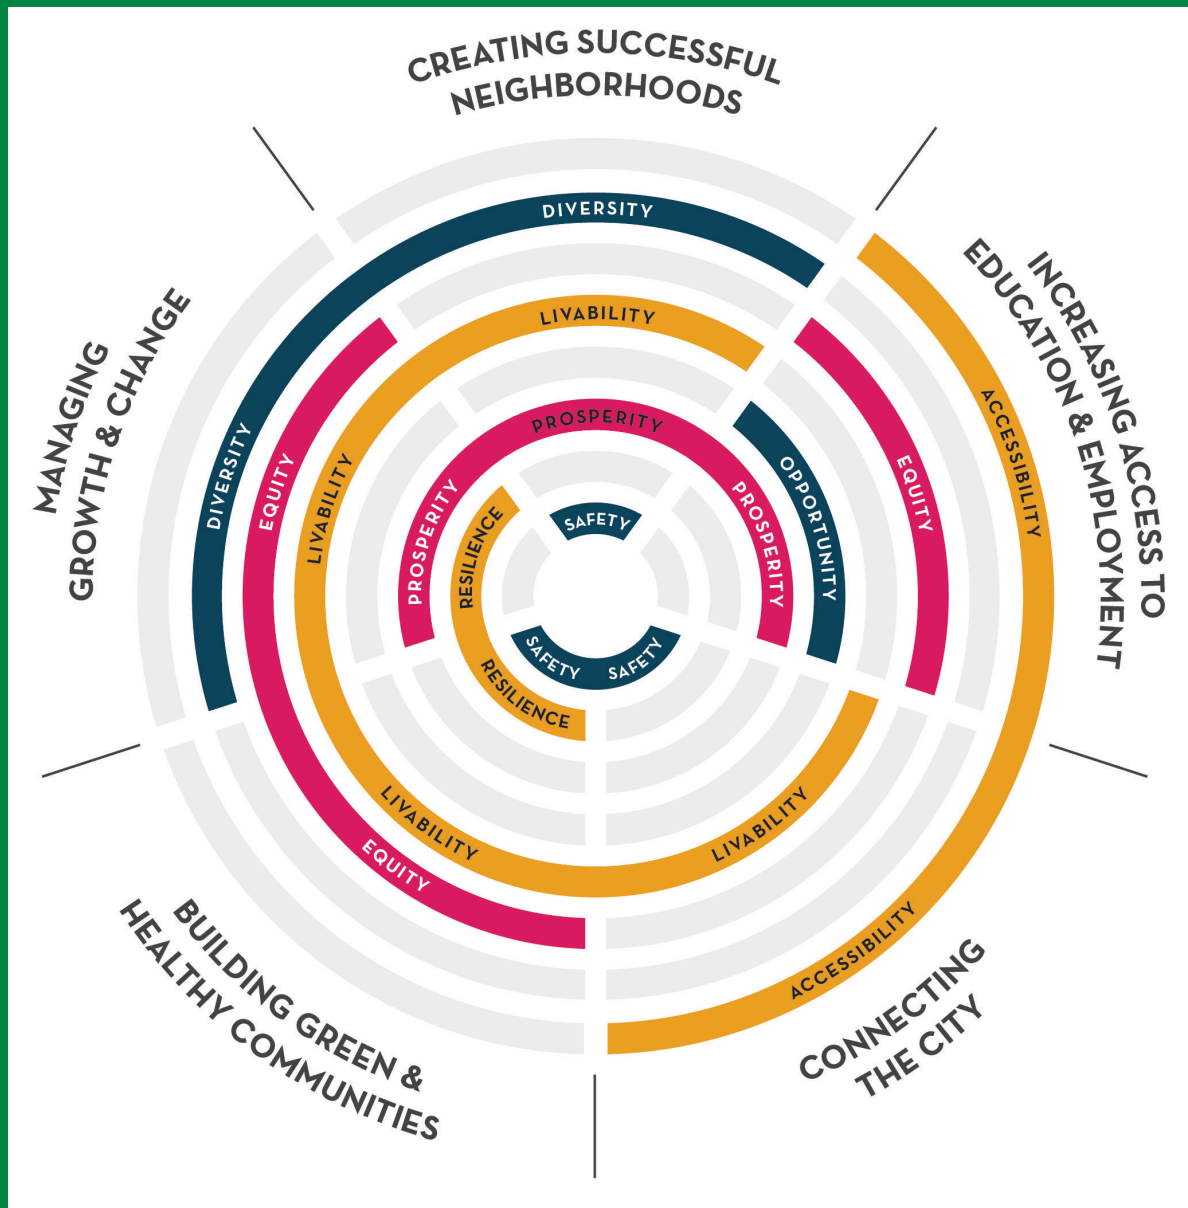 CREATING SUCCESSFUL
NEIGHBORHOODS
INCREASING ACCESS TO
EDUCATION & EMPLOYMENT
CONNECTING
THE CITY
BUILDING GREEN &
HEALTHY COMMUNITIES
MANAGING
GROWTH & CHANGE
DIVERSITY
DIVERSITY
ACCESSIBILITY
ACCESSIBILITY
EQUITY
EQUITY
EQUITY
LIVABILITY
LIVABILITY
LIVABILITY
LIVABILITY
OPPORTUNITY
PROSPERITY
PROSPERITY
PROSPERITY
RESILIENCE
RESILIENCE
SAFETY
SAFETY
SAFETY